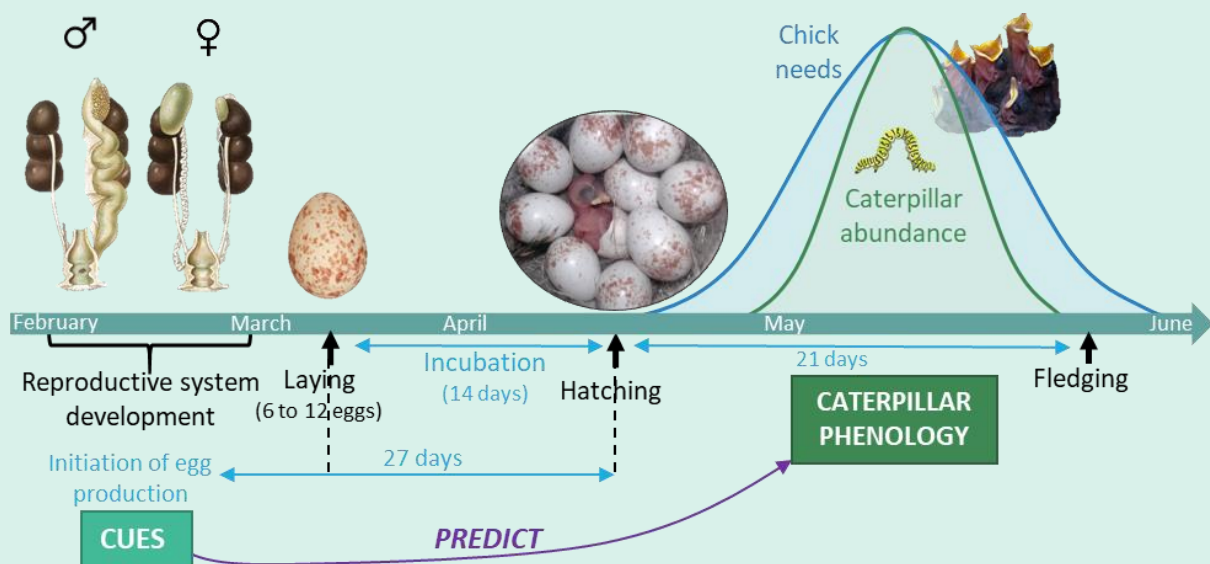 ♂ ♀
Chick
needs
Caterpillar
abundance
February March April May June
Reproductive system
development
Laying
(6 to 12 eggs)
Incubation
(14 days)
Hatching
21 days
Fledging
CATERPILLAR
PHENOLOGY
Initiation of egg
production
27 days
CUES
PREDICT